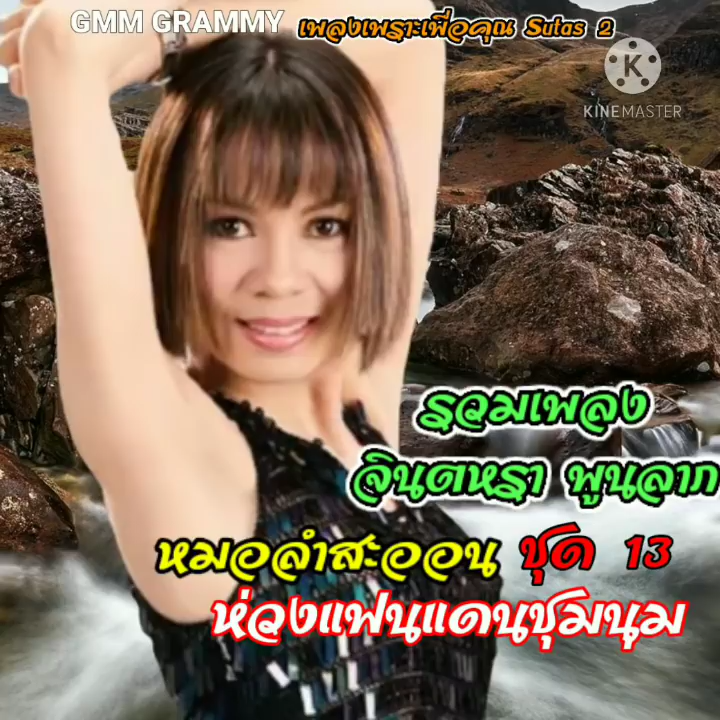 GMM GRAMMY
เพลงเพราะเพื่อคุณ Sutas 2
KINEMASTER
รวมเพลง
จินตหรา พูนลาภ
หมอลำสะออน ชุด 13
ห่วงแฟนแดนชุมนุม